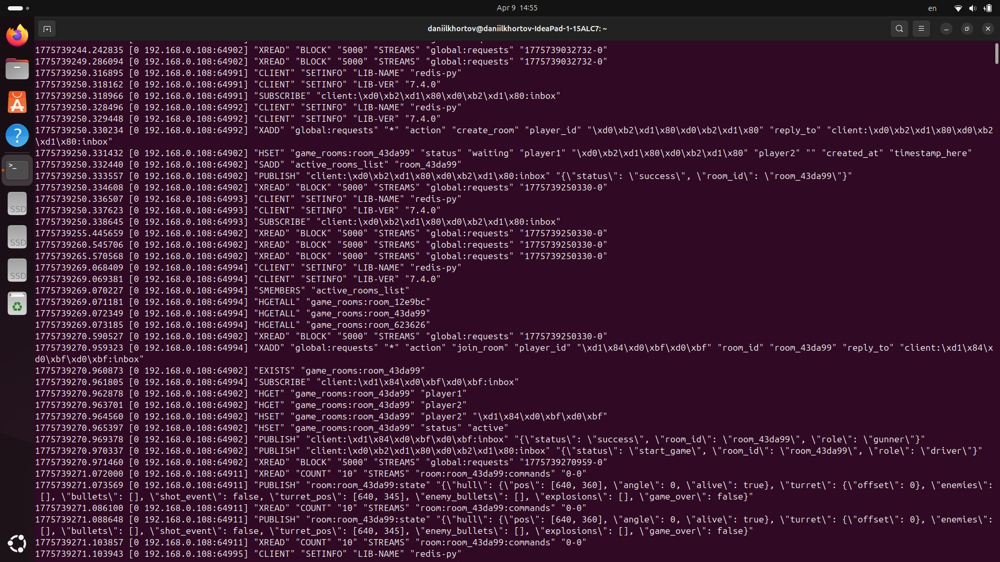 Apr 9 14:55
en
daniilkhortov@daniilkhortov-IdeaPad-1-15ALC7: ~
1775739244.242835 [0 192.168.0.108:64902] "XREAD" "BLOCK" "5000" "STREAMS" "global:requests" "1775739032732-0"
1775739249.286094 [0 192.168.0.108:64902] "XREAD" "BLOCK" "5000" "STREAMS" "global:requests" "1775739032732-0"
1775739250.316895 [0 192.168.0.108:64991] "CLIENT" "SETINFO" "LIB-NAME" "redis-py"
1775739250.318162 [0 192.168.0.108:64991] "CLIENT" "SETINFO" "LIB-VER" "7.4.0"
1775739250.318966 [0 192.168.0.108:64991] "SUBSCRIBE" "client:\xd0\xb2\xd1\x80\xd0\xb2\xd1\x80:inbox"
1775739250.328496 [0 192.168.0.108:64992] "CLIENT" "SETINFO" "LIB-NAME" "redis-py"
1775739250.329448 [0 192.168.0.108:64992] "CLIENT" "SETINFO" "LIB-VER" "7.4.0"
1775739250.330234 [0 192.168.0.108:64992] "XADD" "global:requests" "*" "action" "create_room" "player_id" "\xd0\xb2\xd1\x80\xd0\xb2\xd1\x80" "reply_to" "client:\xd0\xb2\xd1\x80\xd0\xb2
\xd1\x80:inbox"
1775739250.331432 [0 192.168.0.108:64902] "HSET" "game_rooms:room_43da99" "status" "waiting" "player1" "\xd0\xb2\xd1\x80\xd0\xb2\xd1\x80" "player2" "" "created_at" "timestamp_here"
1775739250.332440 [0 192.168.0.108:64902] "SADD" "active_rooms_list" "room_43da99"
1775739250.333557 [0 192.168.0.108:64902] "PUBLISH" "client:\xd0\xb2\xd1\x80\xd0\xb2\xd1\x80:inbox" "{\"status\": \"success\", \"room_id\": \"room_43da99\"}"
1775739250.334608 [0 192.168.0.108:64902] "XREAD" "BLOCK" "5000" "STREAMS" "global:requests" "1775739250330-0"
1775739250.336507 [0 192.168.0.108:64993] "CLIENT" "SETINFO" "LIB-NAME" "redis-py"
1775739250.337623 [0 192.168.0.108:64993] "CLIENT" "SETINFO" "LIB-VER" "7.4.0"
1775739250.338645 [0 192.168.0.108:64993] "SUBSCRIBE" "client:\xd0\xb2\xd1\x80\xd0\xb2\xd1\x80:inbox"
1775739255.445659 [0 192.168.0.108:64902] "XREAD" "BLOCK" "5000" "STREAMS" "global:requests" "1775739250330-0"
1775739260.545706 [0 192.168.0.108:64902] "XREAD" "BLOCK" "5000" "STREAMS" "global:requests" "1775739250330-0"
1775739265.570568 [0 192.168.0.108:64902] "XREAD" "BLOCK" "5000" "STREAMS" "global:requests" "1775739250330-0"
1775739269.068409 [0 192.168.0.108:64994] "CLIENT" "SETINFO" "LIB-NAME" "redis-py"
1775739269.069381 [0 192.168.0.108:64994] "CLIENT" "SETINFO" "LIB-VER" "7.4.0"
1775739269.070227 [0 192.168.0.108:64994] "SMEMBERS" "active_rooms_list"
1775739269.071181 [0 192.168.0.108:64994] "HGETALL" "game_rooms:room_12e9bc"
1775739269.072349 [0 192.168.0.108:64994] "HGETALL" "game_rooms:room_43da99"
1775739269.073185 [0 192.168.0.108:64994] "HGETALL" "game_rooms:room_623626"
1775739270.590527 [0 192.168.0.108:64902] "XREAD" "BLOCK" "5000" "STREAMS" "global:requests" "1775739250330-0"
1775739270.959323 [0 192.168.0.108:64994] "XADD" "global:requests" "*" "action" "join_room" "player_id" "\xd1\x84\xd0\xbf\xd0\xbf" "room_id" "room_43da99" "reply_to" "client:\xd1\x84\x
d0\xbf\xd0\xbf:inbox"
1775739270.960873 [0 192.168.0.108:64902] "EXISTS" "game_rooms:room_43da99"
1775739270.961805 [0 192.168.0.108:64994] "SUBSCRIBE" "client:\xd1\x84\xd0\xbf\xd0\xbf:inbox"
1775739270.962878 [0 192.168.0.108:64902] "HGET" "game_rooms:room_43da99" "player1"
1775739270.963701 [0 192.168.0.108:64902] "HGET" "game_rooms:room_43da99" "player2"
1775739270.964560 [0 192.168.0.108:64902] "HSET" "game_rooms:room_43da99" "player2" "\xd1\x84\xd0\xbf\xd0\xbf"
1775739270.965397 [0 192.168.0.108:64902] "HSET" "game_rooms:room_43da99" "status" "active"
1775739270.969378 [0 192.168.0.108:64902] "PUBLISH" "client:\xd1\x84\xd0\xbf\xd0\xbf:inbox" "{\"status\": \"success\", \"room_id\": \"room_43da99\", \"role\": \"gunner\"}"
1775739270.970337 [0 192.168.0.108:64902] "PUBLISH" "client:\xd0\xb2\xd1\x80\xd0\xb2\xd1\x80:inbox" "{\"status\": \"start_game\", \"room_id\": \"room_43da99\", \"role\": \"driver\"}"
1775739270.971460 [0 192.168.0.108:64902] "XREAD" "BLOCK" "5000" "STREAMS" "global:requests" "1775739270959-0"
1775739271.072000 [0 192.168.0.108:64911] "XREAD" "COUNT" "10" "STREAMS" "room:room_43da99:commands" "0-0"
1775739271.073569 [0 192.168.0.108:64911] "PUBLISH" "room:room_43da99:state" "{\"hull\": {\"pos\": [640, 360], \"angle\": 0, \"alive\": true}, \"turret\": {\"offset\": 0}, \"enemies\":
[], \"bullets\": [], \"shot_event\": false, \"turret_pos\": [640, 345], \"enemy_bullets\": [], \"explosions\": [], \"game_over\": false}"
1775739271.086100 [0 192.168.0.108:64911] "XREAD" "COUNT" "10" "STREAMS" "room:room_43da99:commands" "0-0"
1775739271.088648 [0 192.168.0.108:64911] "PUBLISH" "room:room_43da99:state" "{\"hull\": {\"pos\": [640, 360], \"angle\": 0, \"alive\": true}, \"turret\": {\"offset\": 0}, \"enemies\":
[], \"bullets\": [], \"shot_event\": false, \"turret_pos\": [640, 345], \"enemy_bullets\": [], \"explosions\": [], \"game_over\": false}"
1775739271.103857 [0 192.168.0.108:64911] "XREAD" "COUNT" "10" "STREAMS" "room:room_43da99:commands" "0-0"
1775739271.103943 [0 192.168.0.108:64995] "CLIENT" "SETINFO" "LIB-NAME" "redis-py"
SSD
SSD
SSD